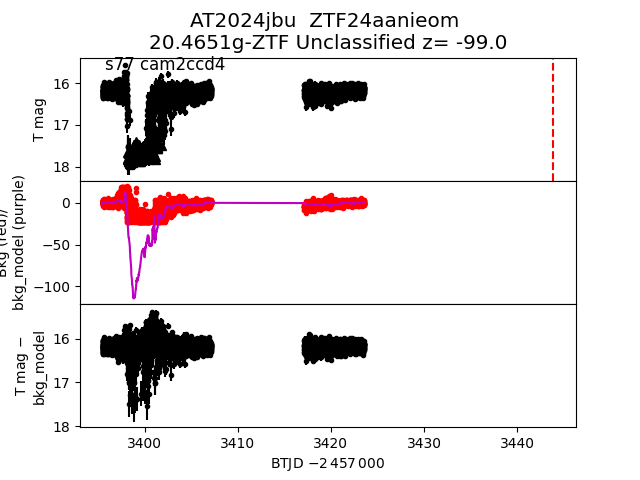 AT2024jbu  ZTF24aanieom
20.4651g-ZTF Unclassified z= -99.0
s77 cam2ccd4
16
17
18
T mag
0
−50
−100
Bkg (red)/
bkg_model (purple)
16
17
18
T mag −
bkg_model
3400 3410 3420 3430 3440
BTJD −2 457 000